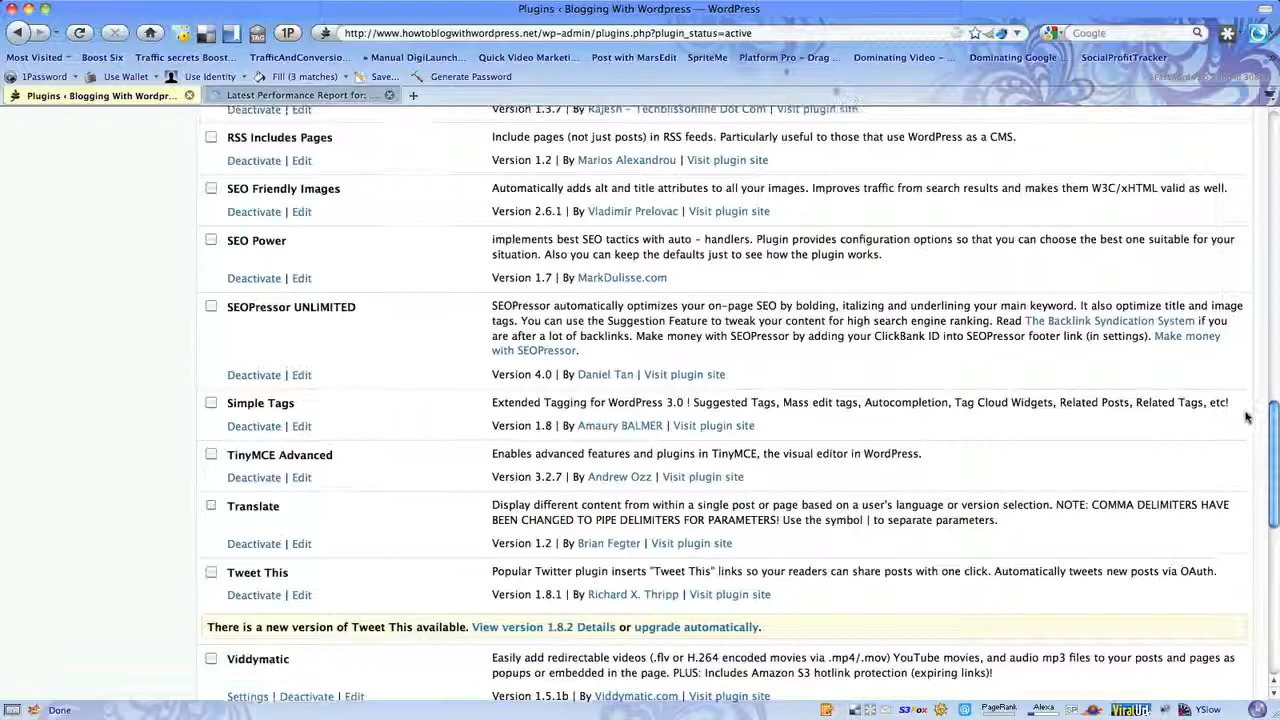 Plugins ‹ Blogging With Wordpress — WordPress
1P http://www.howtoblogwithwordpress.net/wp-admin/plugins.php?plugin_status=active Google
Most Visited Boost Six Traffic secrets Boost... TrafficAndConversion... » Manual DigiLaunch... Quick Video Marketi... Post with MarsEdit SpriteMe Platform Pro – Drag ... Dominating Video – ... Dominating Google ... SocialProfitTracker
1Password Use Wallet Use Identity Fill (3 matches) Save... Generate Password
Plugins ‹ Blogging With Wordpr... Latest Performance Report for: ...
Deactivate | Edit Version 1.3.7 | By Rajesh – Techblissonline Dot Com | Visit plugin site
RSS Includes Pages Include pages (not just posts) in RSS feeds. Particularly useful to those that use WordPress as a CMS.
Deactivate | Edit Version 1.2 | By Marios Alexandrou | Visit plugin site
SEO Friendly Images Automatically adds alt and title attributes to all your images. Improves traffic from search results and makes them W3C/xHTML valid as well.
Deactivate | Edit Version 2.6.1 | By Vladimir Prelovac | Visit plugin site
SEO Power implements best SEO tactics with auto – handlers. Plugin provides configuration options so that you can choose the best one suitable for your
situation. Also you can keep the defaults just to see how the plugin works.
Deactivate | Edit Version 1.7 | By MarkDulisse.com
SEOPressor UNLIMITED SEOPressor automatically optimizes your on-page SEO by bolding, italizing and underlining your main keyword. It also optimize title and image
tags. You can use the Suggestion Feature to tweak your content for high search engine ranking. Read The Backlink Syndication System if you
are after a lot of backlinks. Make money with SEOPressor by adding your ClickBank ID into SEOPressor footer link (in settings). Make money
with SEOPressor.
Deactivate | Edit Version 4.0 | By Daniel Tan | Visit plugin site
Simple Tags Extended Tagging for WordPress 3.0 ! Suggested Tags, Mass edit tags, Autocompletion, Tag Cloud Widgets, Related Posts, Related Tags, etc!
Deactivate | Edit Version 1.8 | By Amaury BALMER | Visit plugin site
TinyMCE Advanced Enables advanced features and plugins in TinyMCE, the visual editor in WordPress.
Deactivate | Edit Version 3.2.7 | By Andrew Ozz | Visit plugin site
Translate Display different content from within a single post or page based on a user's language or version selection. NOTE: COMMA DELIMITERS HAVE
BEEN CHANGED TO PIPE DELIMITERS FOR PARAMETERS! Use the symbol | to separate parameters.
Deactivate | Edit Version 1.2 | By Brian Fegter | Visit plugin site
Tweet This Popular Twitter plugin inserts "Tweet This" links so your readers can share posts with one click. Automatically tweets new posts via OAuth.
Deactivate | Edit Version 1.8.1 | By Richard X. Thripp | Visit plugin site
There is a new version of Tweet This available. View version 1.8.2 Details or upgrade automatically.
Viddymatic Easily add redirectable videos (.flv or H.264 encoded movies via .mp4/.mov) YouTube movies, and audio mp3 files to your posts and pages as
popups or embedded in the page. PLUS: Includes Amazon S3 hotlink protection (expiring links)!
Settings | Deactivate | Edit Version 1.5.1b | By Viddymatic.com | Visit plugin site
Done S3Fox PageRank Alexa YSlow